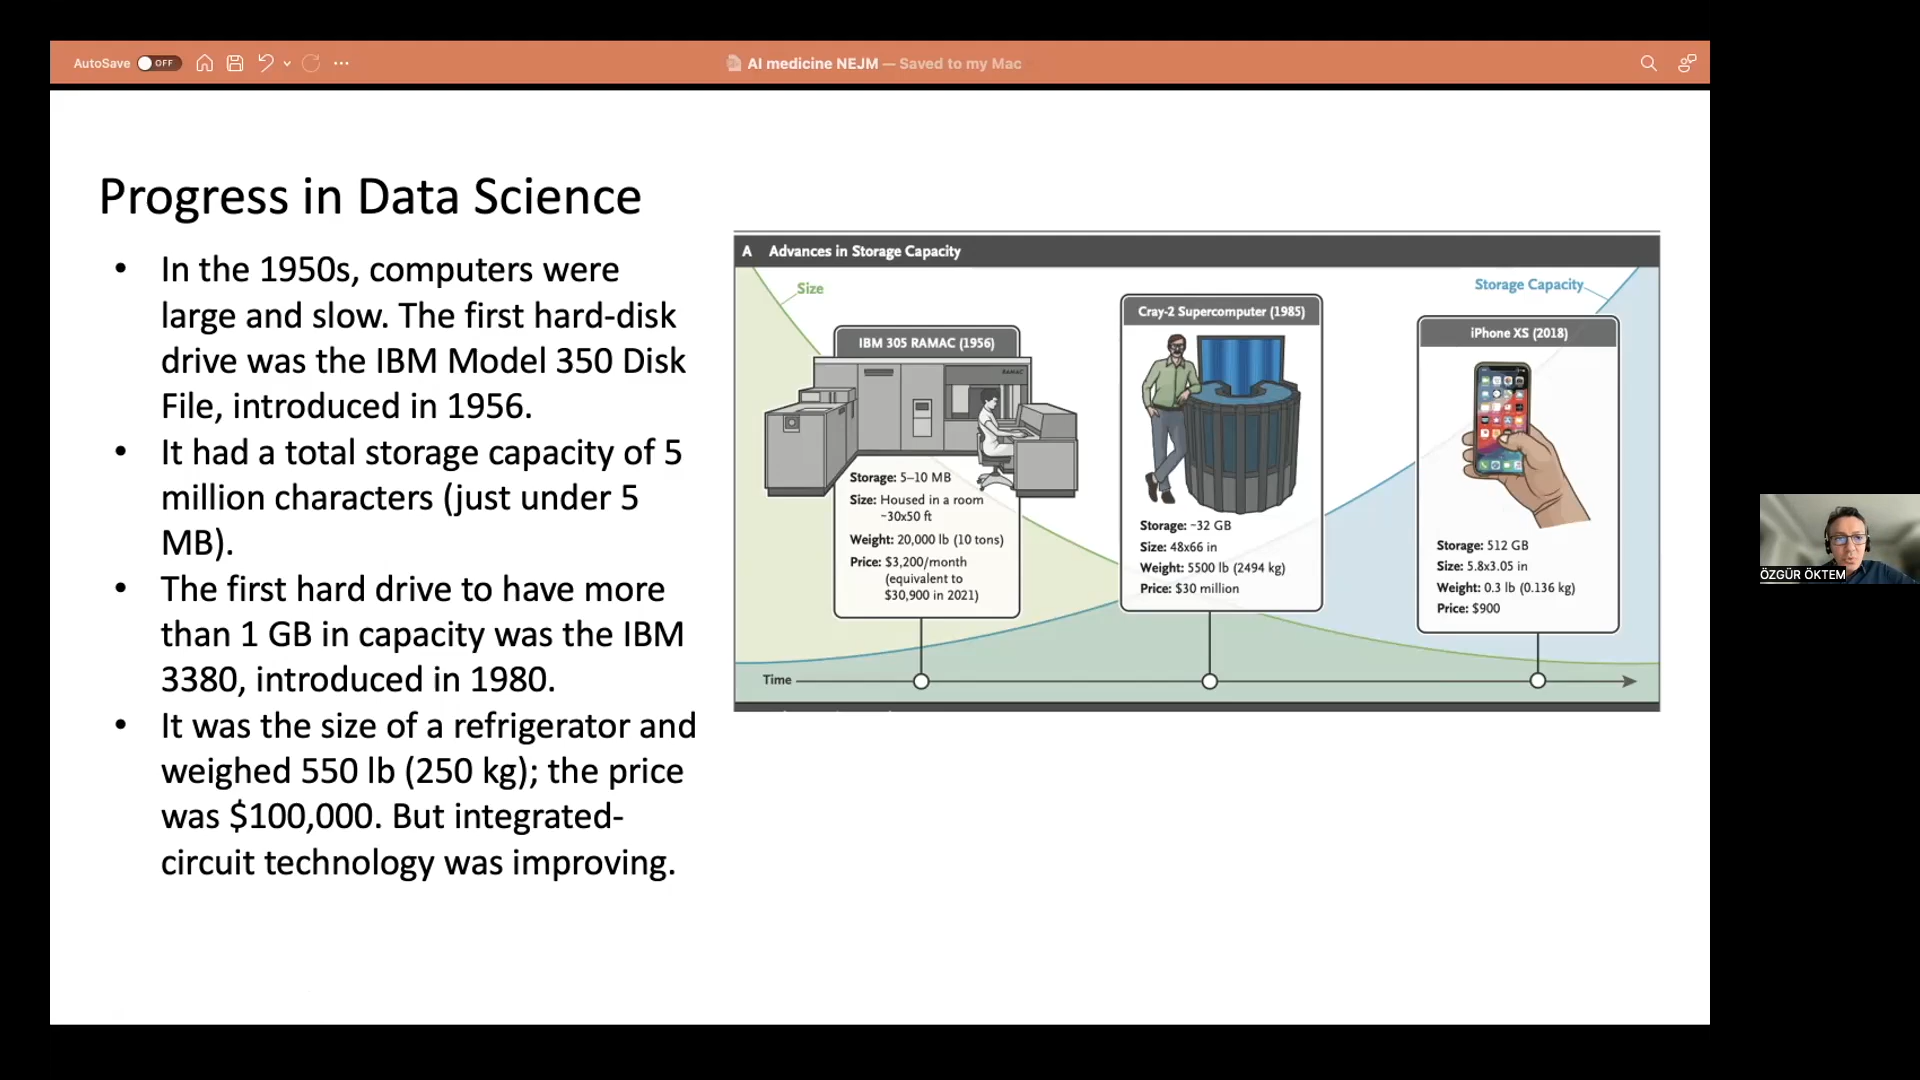 AutoSave OFF
AI medicine NEJM — Saved to my Mac
Progress in Data Science
• In the 1950s, computers were
large and slow. The first hard-disk
drive was the IBM Model 350 Disk
File, introduced in 1956.
• It had a total storage capacity of 5
million characters (just under 5
MB).
• The first hard drive to have more
than 1 GB in capacity was the IBM
3380, introduced in 1980.
• It was the size of a refrigerator and
weighed 550 lb (250 kg); the price
was $100,000. But integrated-
circuit technology was improving.
A Advances in Storage Capacity
Size
Storage Capacity
IBM 305 RAMAC (1956)
RAMAC
Storage: 5–10 MB
Size: Housed in a room
~30x50 ft
Weight: 20,000 lb (10 tons)
Price: $3,200/month
(equivalent to
$30,900 in 2021)
Cray-2 Supercomputer (1985)
Storage: ~32 GB
Size: 48x66 in
Weight: 5500 lb (2494 kg)
Price: $30 million
iPhone XS (2018)
Storage: 512 GB
Size: 5.8x3.05 in
Weight: 0.3 lb (0.136 kg)
Price: $900
Time
ÖZGÜR ÖKTEM